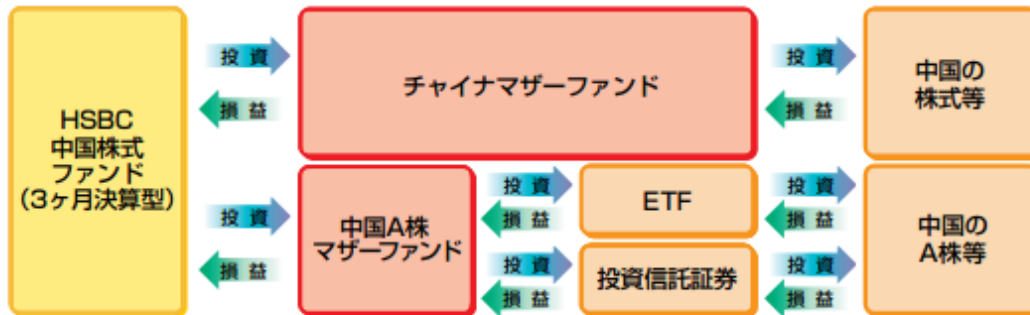 HSBC
中国株式
ファンド
(3ヶ月決算型)
投資
損益
投資
損益
チャイナマザーファンド
投資
損益
中国の
株式等
中国A株
マザーファンド
投資
損益
投資
損益
ETF
投資信託証券
投資
損益
投資
損益
中国の
A株等